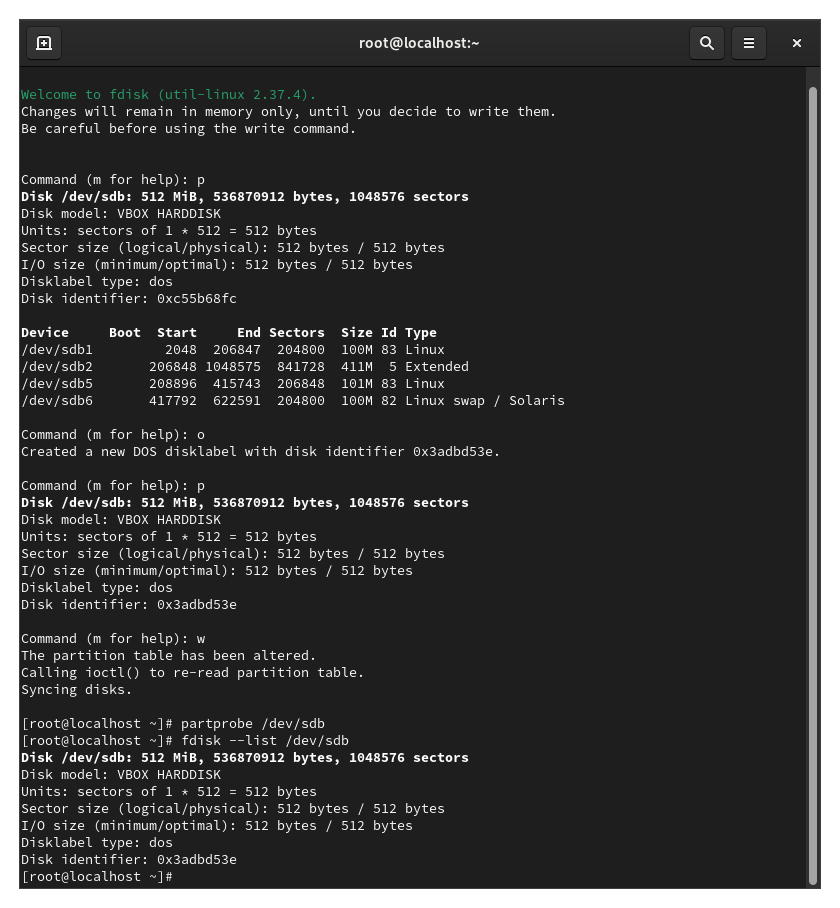 root@localhost:~
Welcome to fdisk (util-linux 2.37.4).
Changes will remain in memory only, until you decide to write them.
Be careful before using the write command.
Command (m for help): p
Disk /dev/sdb: 512 MiB, 536870912 bytes, 1048576 sectors
Disk model: VBOX HARDDISK
Units: sectors of 1 * 512 = 512 bytes
Sector size (logical/physical): 512 bytes / 512 bytes
I/O size (minimum/optimal): 512 bytes / 512 bytes
Disklabel type: dos
Disk identifier: 0xc55b68fc
Device     Boot  Start     End Sectors  Size Id Type
/dev/sdb1         2048  206847  204800  100M 83 Linux
/dev/sdb2       206848 1048575  841728  411M  5 Extended
/dev/sdb5       208896  415743  206848  101M 83 Linux
/dev/sdb6       417792  622591  204800  100M 82 Linux swap / Solaris
Command (m for help): o
Created a new DOS disklabel with disk identifier 0x3adbd53e.
Command (m for help): p
Disk /dev/sdb: 512 MiB, 536870912 bytes, 1048576 sectors
Disk model: VBOX HARDDISK
Units: sectors of 1 * 512 = 512 bytes
Sector size (logical/physical): 512 bytes / 512 bytes
I/O size (minimum/optimal): 512 bytes / 512 bytes
Disklabel type: dos
Disk identifier: 0x3adbd53e
Command (m for help): w
The partition table has been altered.
Calling ioctl() to re-read partition table.
Syncing disks.
[root@localhost ~]# partprobe /dev/sdb
[root@localhost ~]# fdisk --list /dev/sdb
Disk /dev/sdb: 512 MiB, 536870912 bytes, 1048576 sectors
Disk model: VBOX HARDDISK
Units: sectors of 1 * 512 = 512 bytes
Sector size (logical/physical): 512 bytes / 512 bytes
I/O size (minimum/optimal): 512 bytes / 512 bytes
Disklabel type: dos
Disk identifier: 0x3adbd53e
[root@localhost ~]#